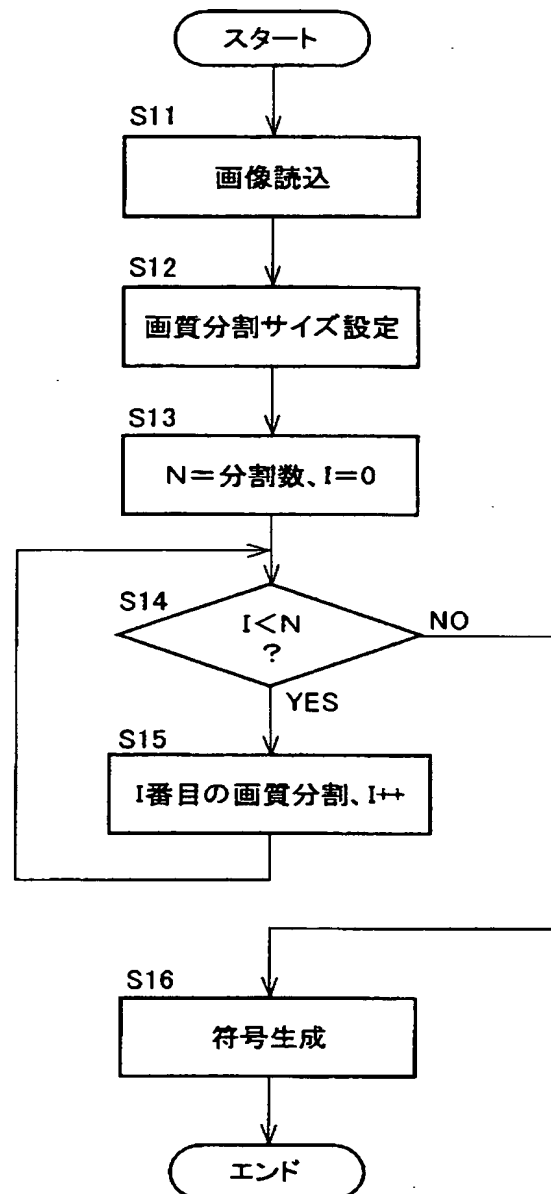 スタート
S11
画像読込
S12
画質分割サイズ設定
S13
N=分割数、I=0
S14
I<N
?
NO
YES
S15
I番目の画質分割、I++
S16
符号生成
エンド